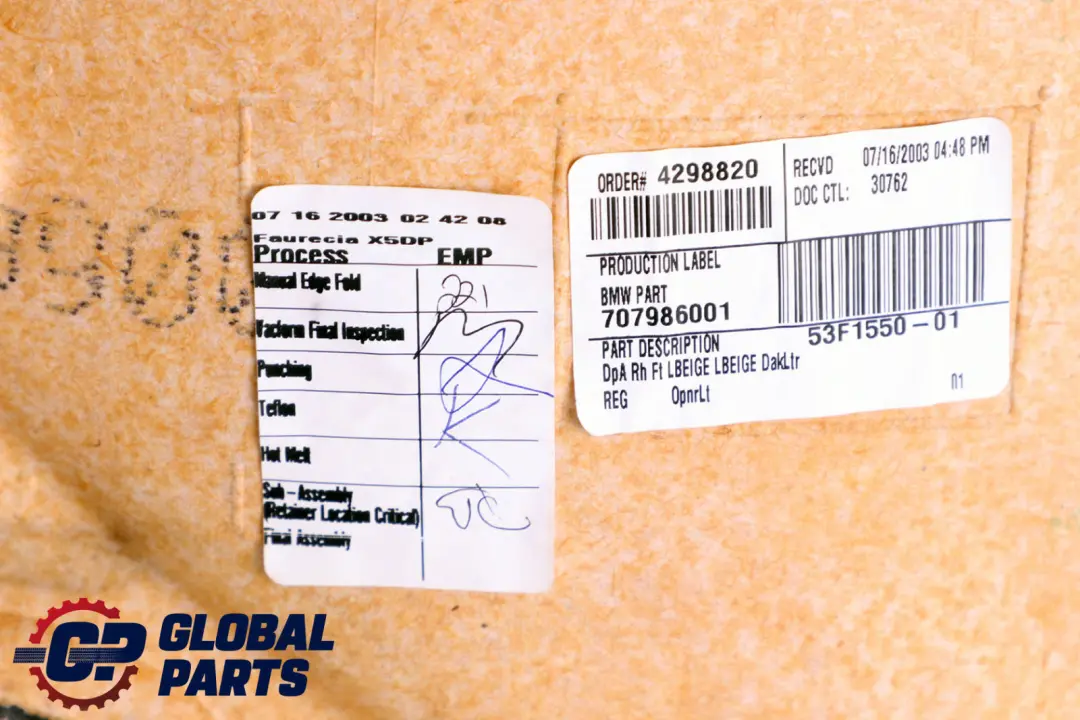 07 16 2003 02 42 08
Faurecia X5DP
Process EMP
Manual Edge Fold
Vacform Final Inspection
Punching
Teflon
Hot Melt
Sub-Assembly
(Retainer Location Critical)
Final Assembly
ORDER# 4298820
RECVD 07/16/2003 04:48 PM
DOC CTL: 30762
PRODUCTION LABEL
BMW PART
707986001
53F1550-01
PART DESCRIPTION
DpA Rh Ft LBEIGE LBEIGE DakLtr
REG OpnrLt
01
GP GLOBAL
PARTS